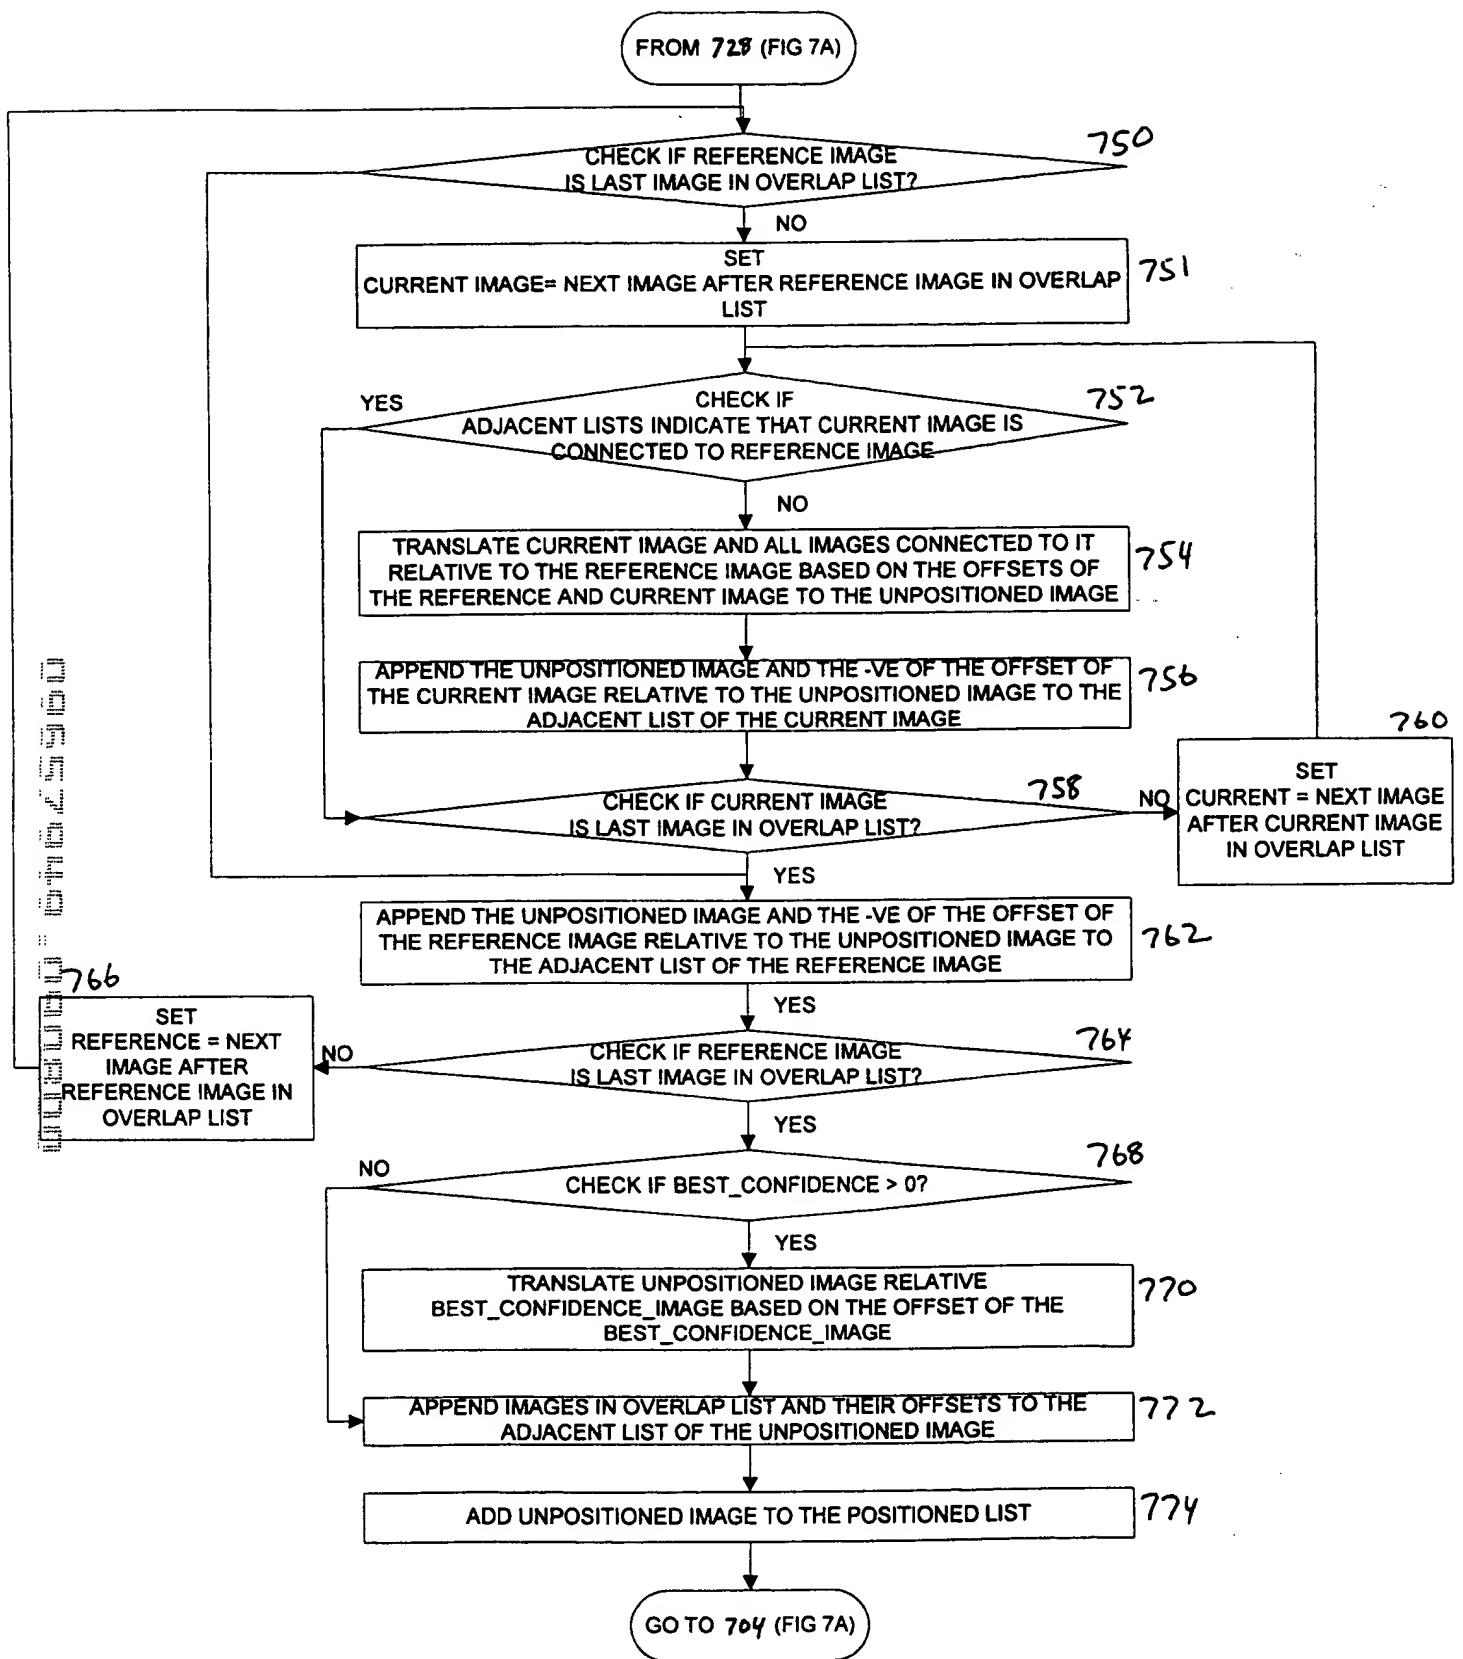 FROM 728 (FIG 7A)
750
CHECK IF REFERENCE IMAGE
IS LAST IMAGE IN OVERLAP LIST?
NO
SET
CURRENT IMAGE= NEXT IMAGE AFTER REFERENCE IMAGE IN OVERLAP
LIST
751
YES
CHECK IF
ADJACENT LISTS INDICATE THAT CURRENT IMAGE IS
CONNECTED TO REFERENCE IMAGE
752
NO
TRANSLATE CURRENT IMAGE AND ALL IMAGES CONNECTED TO IT
RELATIVE TO THE REFERENCE IMAGE BASED ON THE OFFSETS OF
THE REFERENCE AND CURRENT IMAGE TO THE UNPOSITIONED IMAGE
754
APPEND THE UNPOSITIONED IMAGE AND THE -VE OF THE OFFSET OF
THE CURRENT IMAGE RELATIVE TO THE UNPOSITIONED IMAGE TO THE
ADJACENT LIST OF THE CURRENT IMAGE
756
760
SET
CURRENT = NEXT IMAGE
AFTER CURRENT IMAGE
IN OVERLAP LIST
CHECK IF CURRENT IMAGE
IS LAST IMAGE IN OVERLAP LIST?
758
NO
YES
APPEND THE UNPOSITIONED IMAGE AND THE -VE OF THE OFFSET OF
THE REFERENCE IMAGE RELATIVE TO THE UNPOSITIONED IMAGE TO
THE ADJACENT LIST OF THE REFERENCE IMAGE
762
766
SET
REFERENCE = NEXT
IMAGE AFTER
REFERENCE IMAGE IN
OVERLAP LIST
YES
NO
CHECK IF REFERENCE IMAGE
IS LAST IMAGE IN OVERLAP LIST?
764
YES
NO
CHECK IF BEST_CONFIDENCE > 0?
768
YES
TRANSLATE UNPOSITIONED IMAGE RELATIVE
BEST_CONFIDENCE_IMAGE BASED ON THE OFFSET OF THE
BEST_CONFIDENCE_IMAGE
770
APPEND IMAGES IN OVERLAP LIST AND THEIR OFFSETS TO THE
ADJACENT LIST OF THE UNPOSITIONED IMAGE
772
ADD UNPOSITIONED IMAGE TO THE POSITIONED LIST
774
GO TO 704 (FIG 7A)